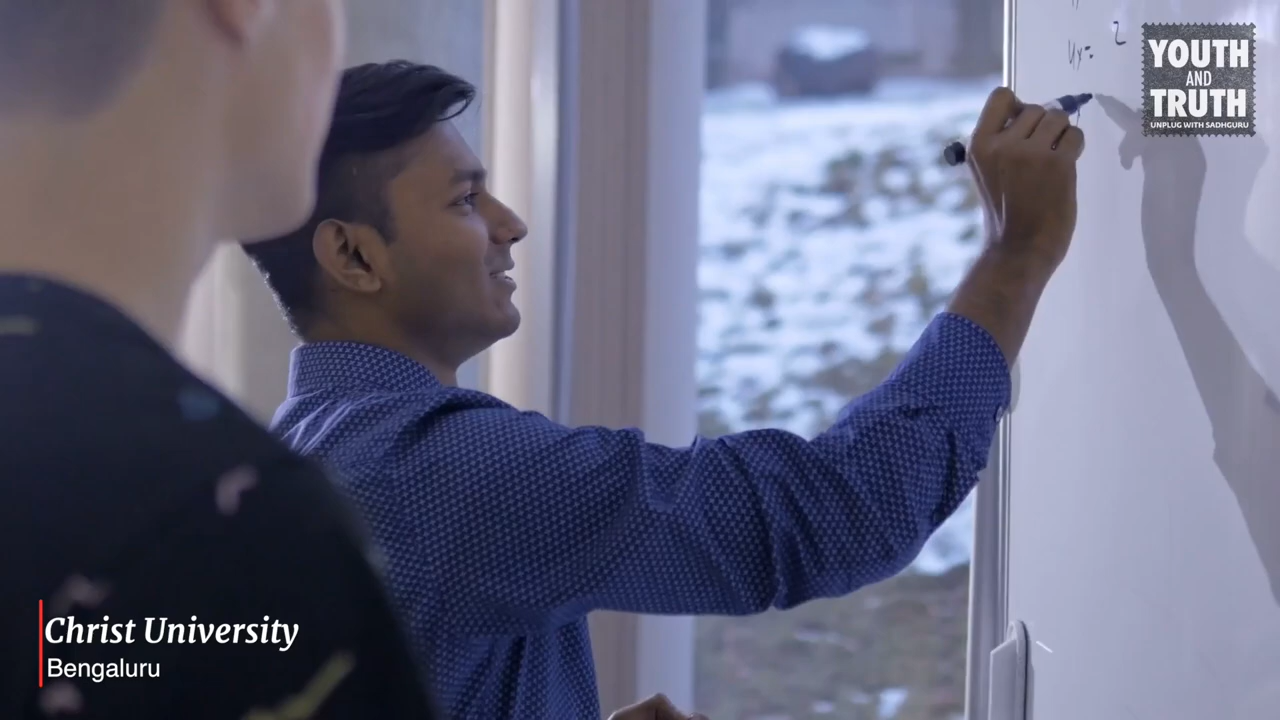 YOUTH
AND
TRUTH
UNPLUG WITH SADHGURU
Christ University
Bengaluru